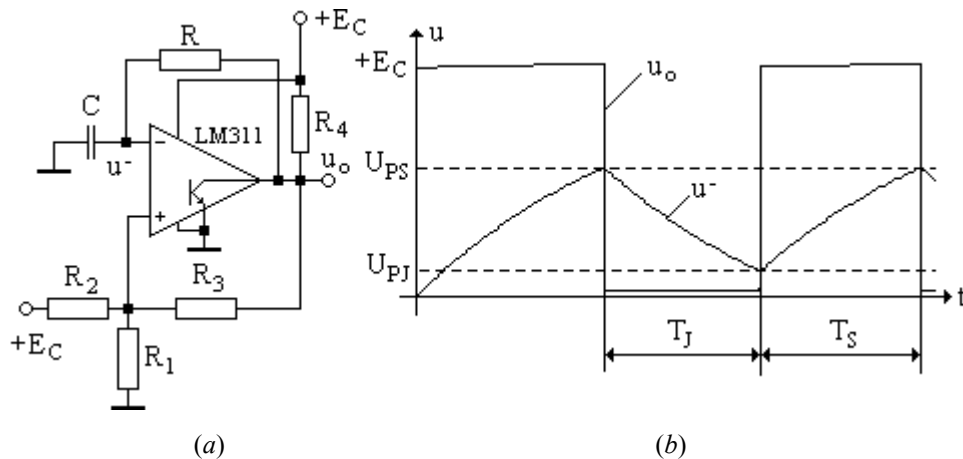 R
+E_C
C
LM311
R_4
u^-
u_o
−
+
R_2
R_3
+E_C
R_1
(a)
u
+E_C
u_o
U_PS
u^-
U_PJ
t
T_J
T_S
(b)